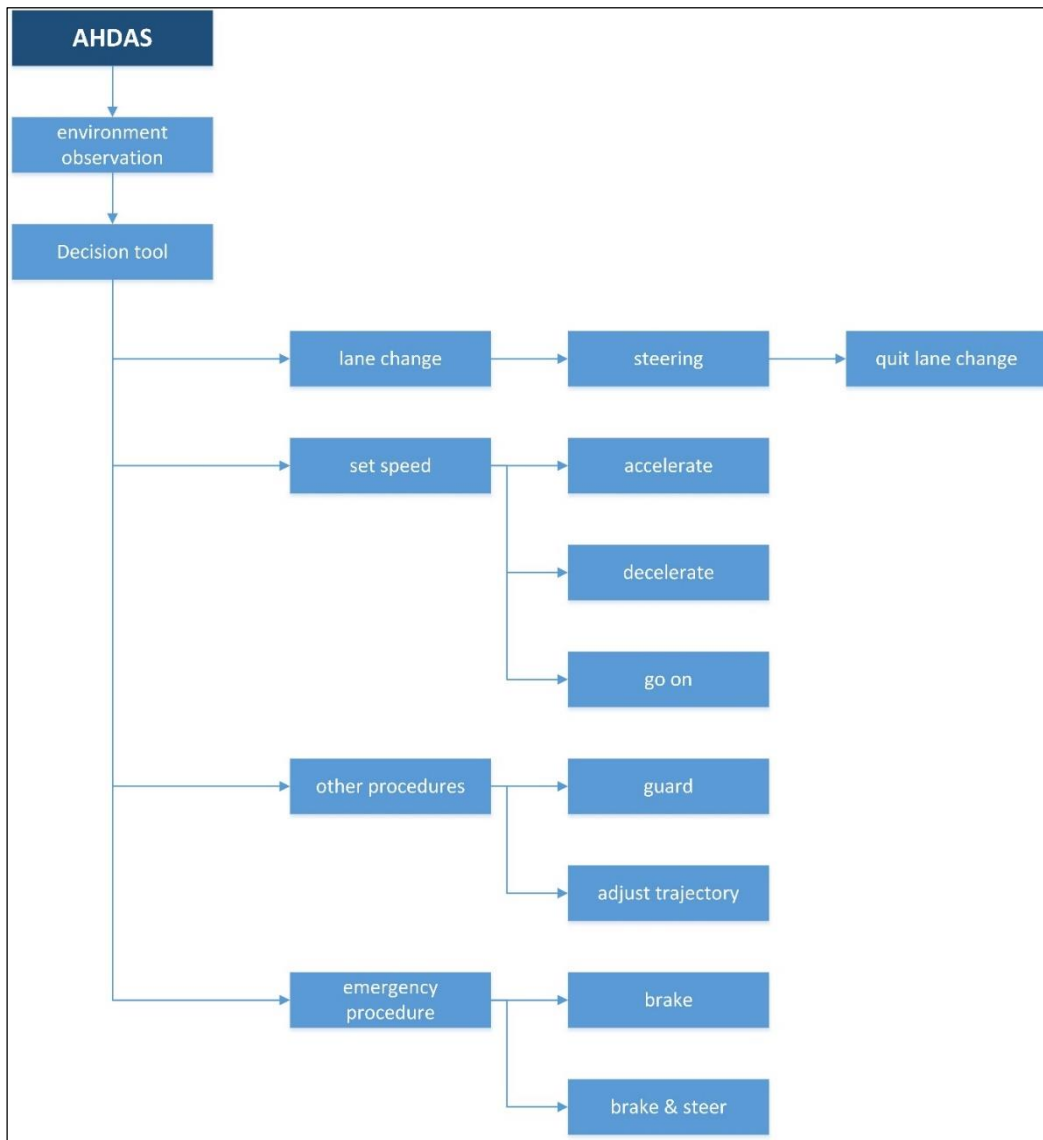 AHDAS
environment
observation
Decision tool
lane change
steering
quit lane change
set speed
accelerate
decelerate
go on
other procedures
guard
adjust trajectory
emergency
procedure
brake
brake & steer